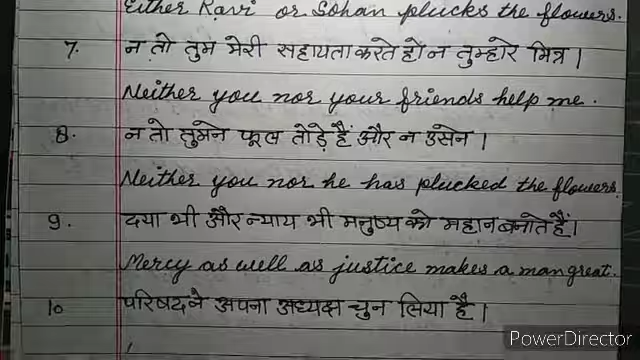 Either Ravi or Sohan plucks the flowers.
7. न तो तुम मेरी सहायता करते हो न तुम्हारे मित्र।
Neither you nor your friends help me.
8. न तो तुमने फूल तोड़े हैं और न उसने।
Neither you nor he has plucked the flowers.
9. दया भी और न्याय भी मनुष्य को महान बनाते हैं।
Mercy as well as justice makes a man great.
10 परिषद ने अपना अध्यक्ष चुन लिया है।
PowerDirector